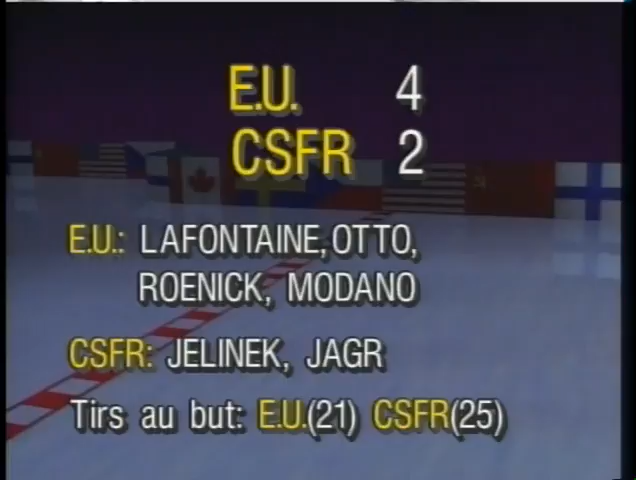 E.U. 4
CSFR 2
E.U.: LAFONTAINE, OTTO,
ROENICK, MODANO
CSFR: JELINEK, JAGR
Tirs au but: E.U.(21) CSFR(25)